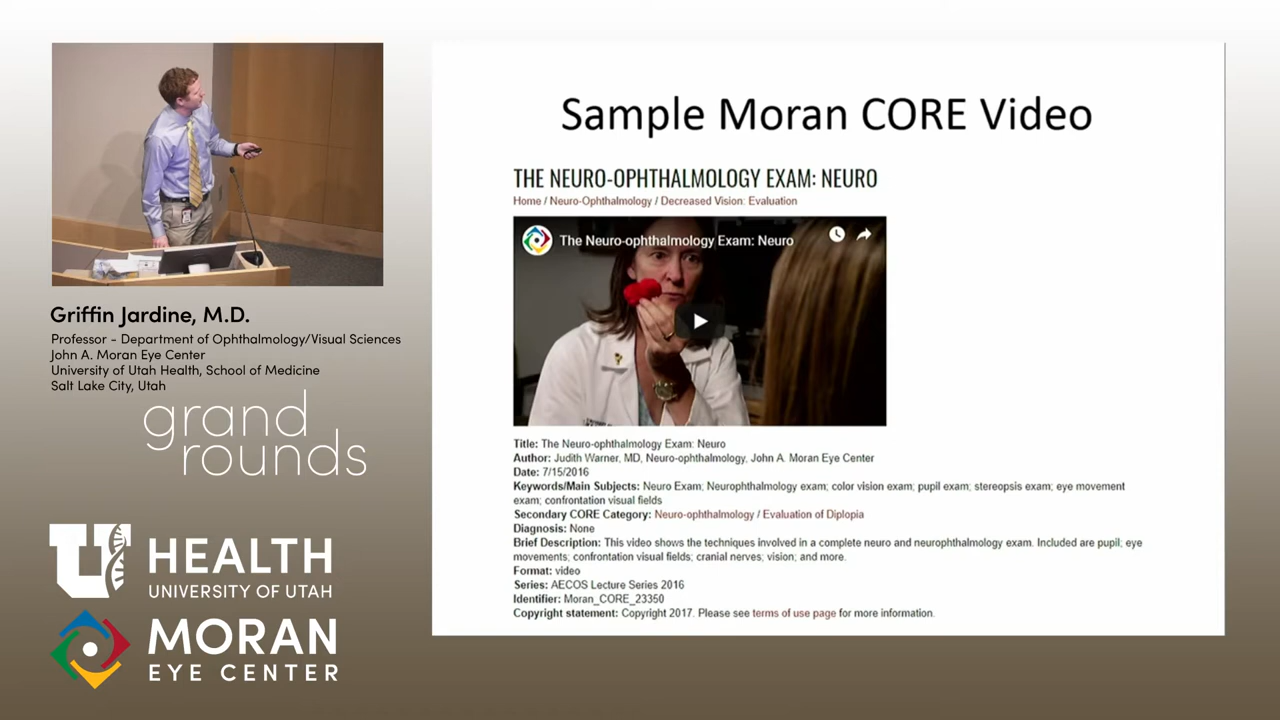 Griffin Jardine, M.D.
Professor - Department of Ophthalmology/Visual Sciences
John A. Moran Eye Center
University of Utah Health, School of Medicine
Salt Lake City, Utah
grand
rounds
U HEALTH
UNIVERSITY OF UTAH
MORAN
EYE CENTER
Sample Moran CORE Video
THE NEURO-OPHTHALMOLOGY EXAM: NEURO
Home / Neuro-Ophthalmology / Decreased Vision: Evaluation
The Neuro-ophthalmology Exam: Neuro
Title: The Neuro-ophthalmology Exam: Neuro
Author: Judith Warner, MD, Neuro-ophthalmology, John A. Moran Eye Center
Date: 7/15/2016
Keywords/Main Subjects: Neuro Exam; Neurophthalmology exam; color vision exam; pupil exam; stereopsis exam; eye movement
exam; confrontation visual fields
Secondary CORE Category: Neuro-ophthalmology / Evaluation of Diplopia
Diagnosis: None
Brief Description: This video shows the techniques involved in a complete neuro and neurophthalmology exam. Included are pupil; eye
movements; confrontation visual fields; cranial nerves; vision; and more.
Format: video
Series: AECOS Lecture Series 2016
Identifier: Moran_CORE_23350
Copyright statement: Copyright 2017. Please see terms of use page for more information.